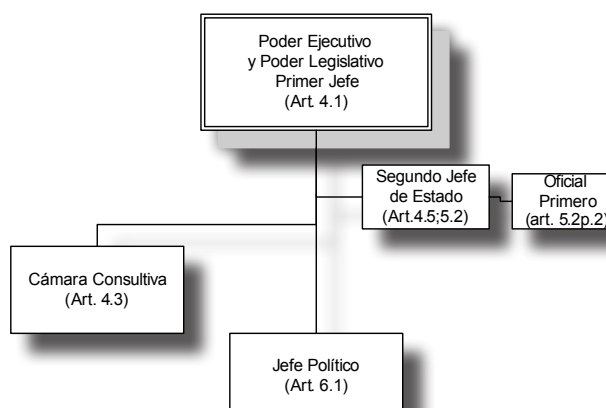 Poder Ejecutivo
y Poder Legislativo
Primer Jefe
(Art. 4.1)
Segundo Jefe
de Estado
(Art.4.5;5.2)
Oficial
Primero
(art. 5.2p.2)
Cámara Consultiva
(Art. 4.3)
Jefe Político
(Art. 6.1)